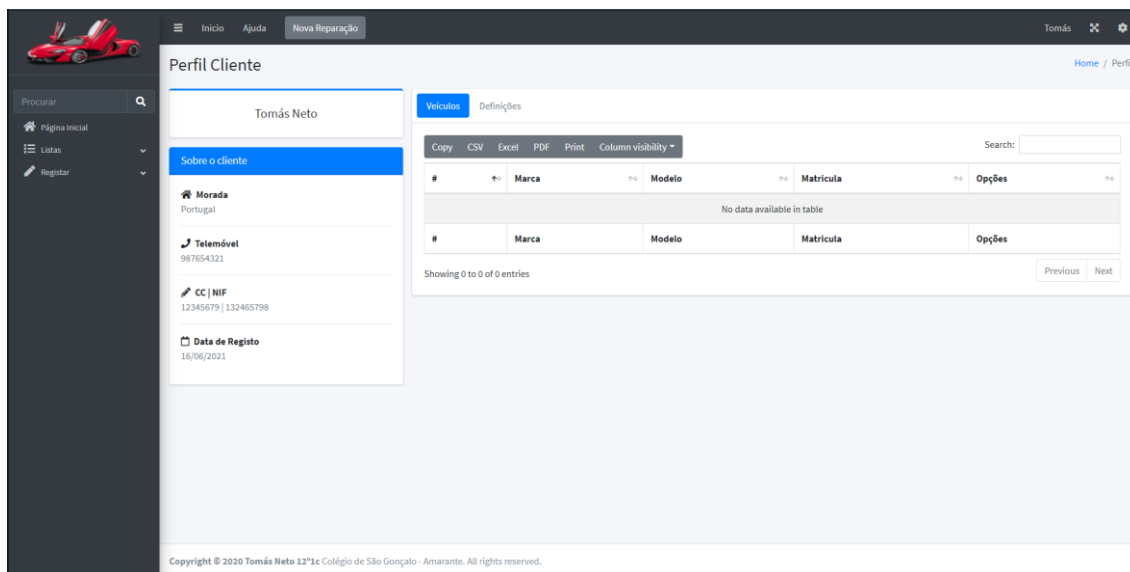 Inicio Ajuda Nova Reparação Tomás
Perfil Cliente Home / Perfi
Procurar
Página Inicial
Listas
Registar
Tomás Neto
Sobre o cliente
Morada
Portugal
Telemóvel
987654321
CC | NIF
12345679 | 132465798
Data de Registo
16/06/2021
Veículos Definições
Copy CSV Excel PDF Print Column visibility
Search:
# Marca Modelo Matricula Opções
No data available in table
# Marca Modelo Matricula Opções
Showing 0 to 0 of 0 entries
Previous Next
Copyright © 2020 Tomás Neto 12º1c Colégio de São Gonçalo - Amarante. All rights reserved.